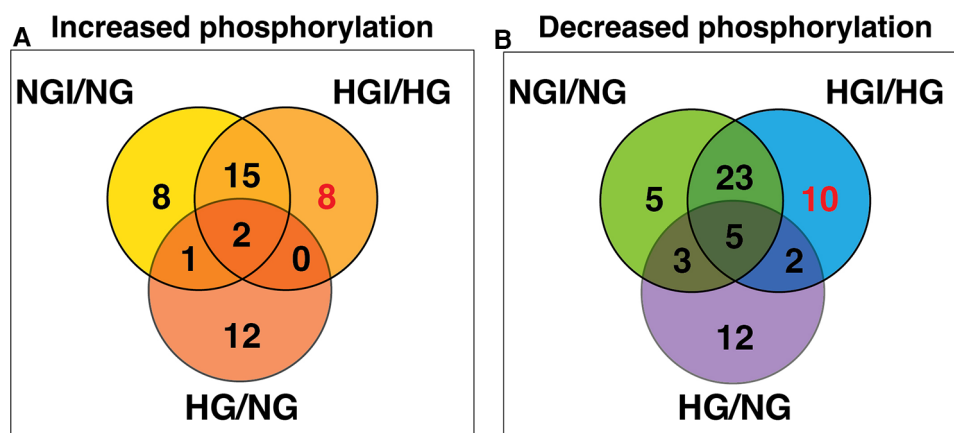 A Increased phosphorylation
NGI/NG HGI/HG
8 15 8
2
1 0
12
HG/NG
B Decreased phosphorylation
NGI/NG HGI/HG
5 23 10
5
3 2
12
HG/NG